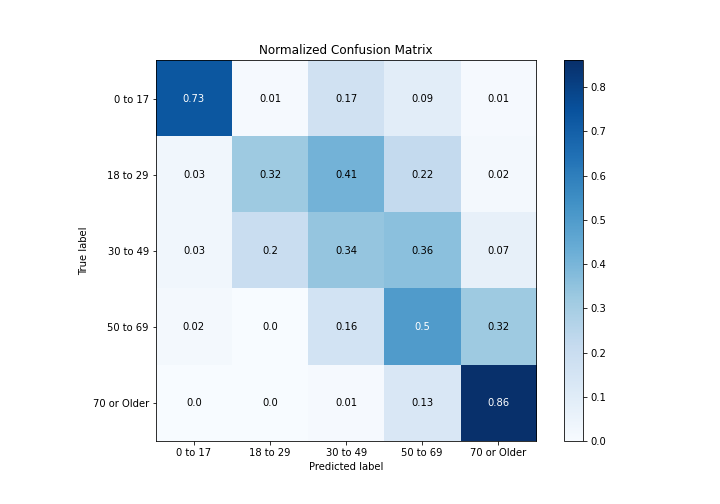 Normalized Confusion Matrix
True label
0 to 17 0.73 0.01 0.17 0.09 0.01
18 to 29 0.03 0.32 0.41 0.22 0.02
30 to 49 0.03 0.2 0.34 0.36 0.07
50 to 69 0.02 0.0 0.16 0.5 0.32
70 or Older 0.0 0.0 0.01 0.13 0.86
0 to 17 18 to 29 30 to 49 50 to 69 70 or Older
Predicted label
0.8
0.7
0.6
0.5
0.4
0.3
0.2
0.1
0.0